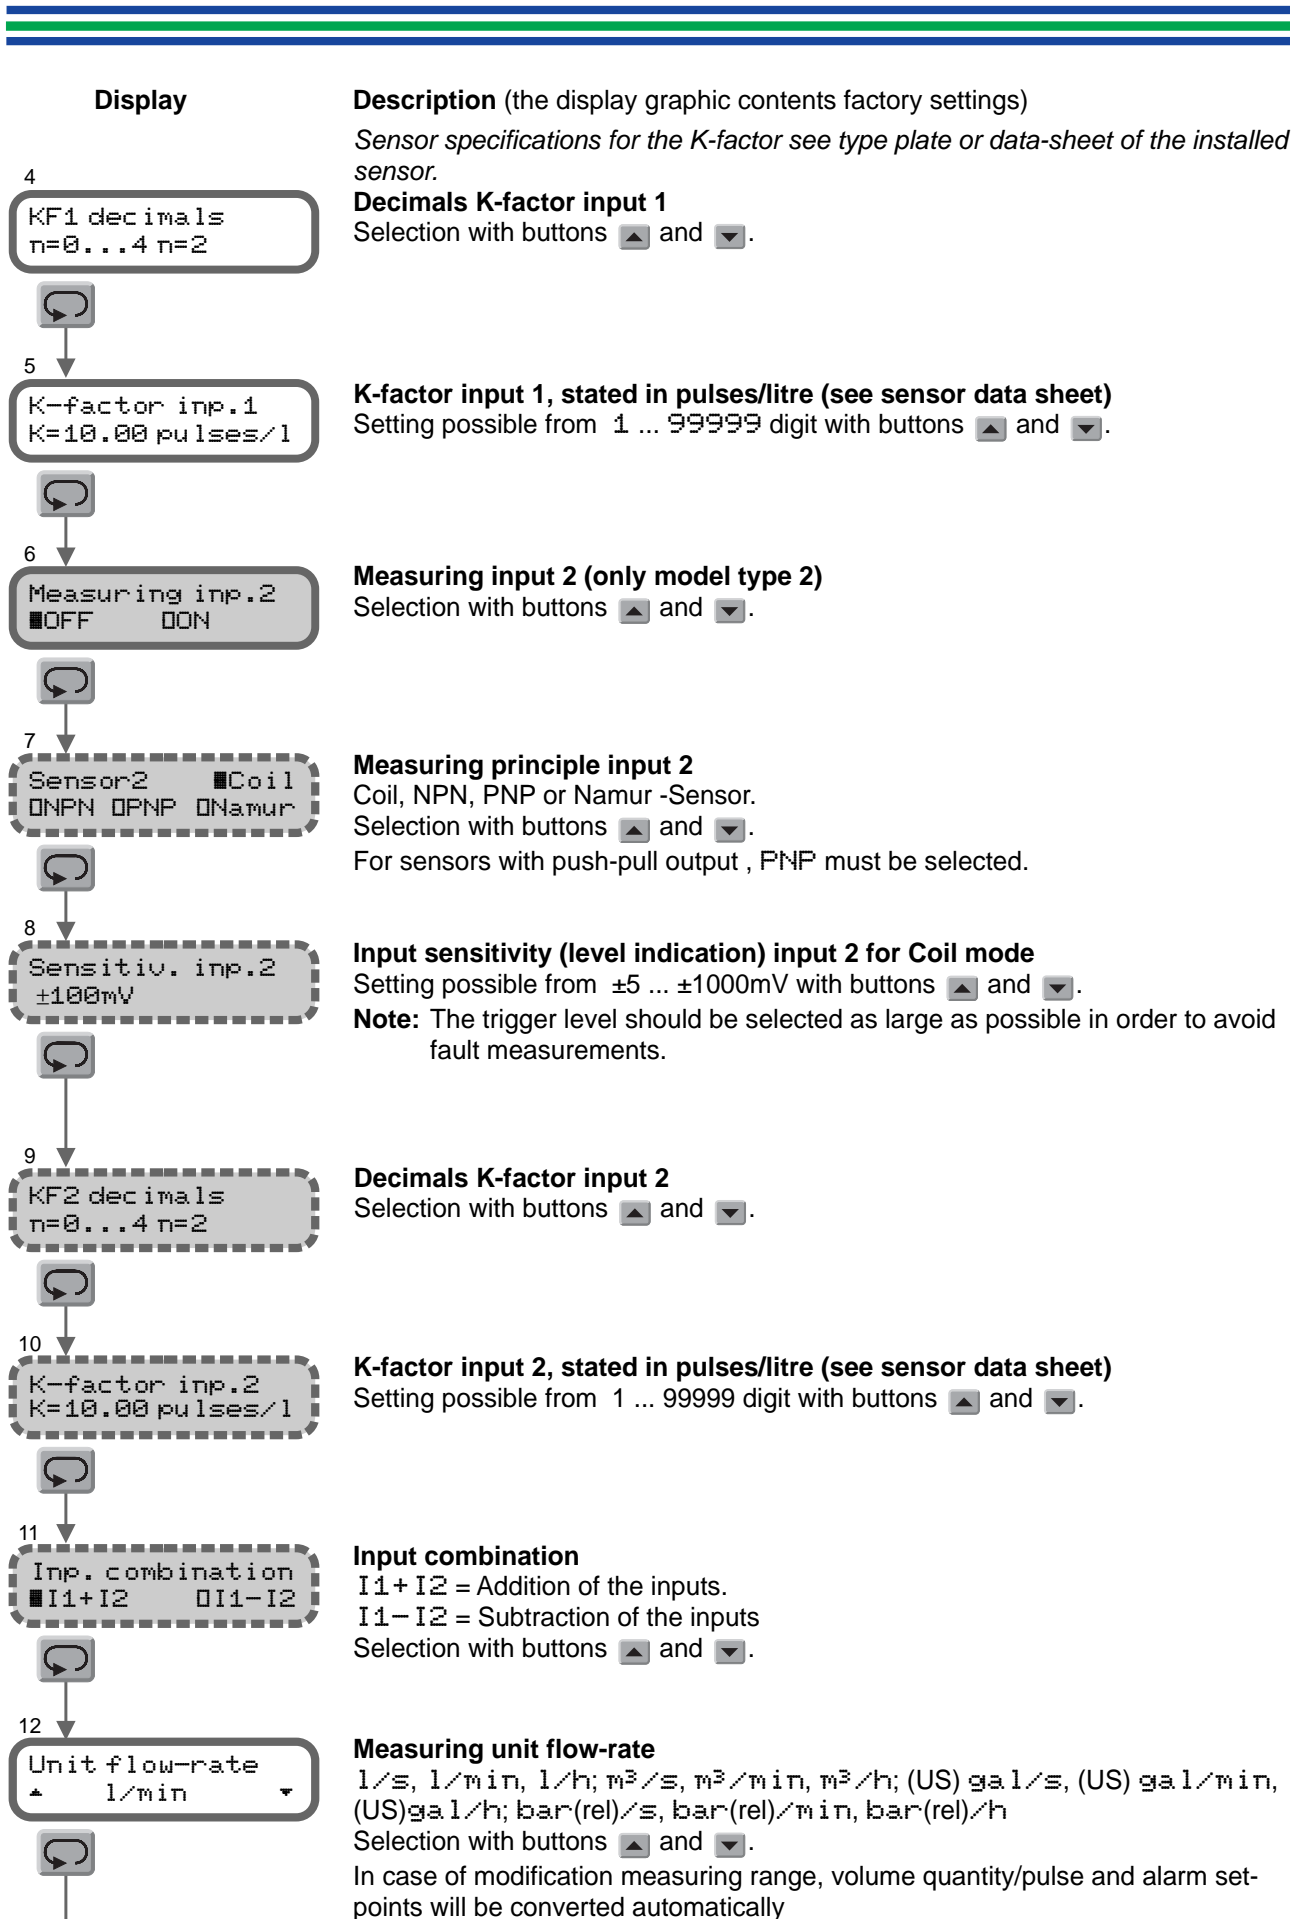 Display
Description (the display graphic contents factory settings)
Sensor specifications for the K-factor see type plate or data-sheet of the installed
sensor.
4
KF1 decimals
n=0...4 n=2
Decimals K-factor input 1
Selection with buttons and .
5
K-factor inp.1
K=10.00 pulses/l
K-factor input 1, stated in pulses/litre (see sensor data sheet)
Setting possible from 1 ... 99999 digit with buttons and .
6
Measuring inp.2
OFF ON
Measuring input 2 (only model type 2)
Selection with buttons and .
7
Sensor2 Coil
NPN PNP Namur
Measuring principle input 2
Coil, NPN, PNP or Namur -Sensor.
Selection with buttons and .
For sensors with push-pull output , PNP must be selected.
8
Sensitiv. inp.2
±100mV
Input sensitivity (level indication) input 2 for Coil mode
Setting possible from ±5 ... ±1000mV with buttons and .
Note: The trigger level should be selected as large as possible in order to avoid
fault measurements.
9
KF2 decimals
n=0...4 n=2
Decimals K-factor input 2
Selection with buttons and .
10
K-factor inp.2
K=10.00 pulses/l
K-factor input 2, stated in pulses/litre (see sensor data sheet)
Setting possible from 1 ... 99999 digit with buttons and .
11
Inp. combination
I1+I2 I1-I2
Input combination
I1+I2 = Addition of the inputs.
I1-I2 = Subtraction of the inputs
Selection with buttons and .
12
Unit flow-rate
l/min
Measuring unit flow-rate
l/s, l/min, l/h; m³/s, m³/min, m³/h; (US) gal/s, (US) gal/min,
(US)gal/h; bar(rel)/s, bar(rel)/min, bar(rel)/h
Selection with buttons and .
In case of modification measuring range, volume quantity/pulse and alarm set-
points will be converted automatically